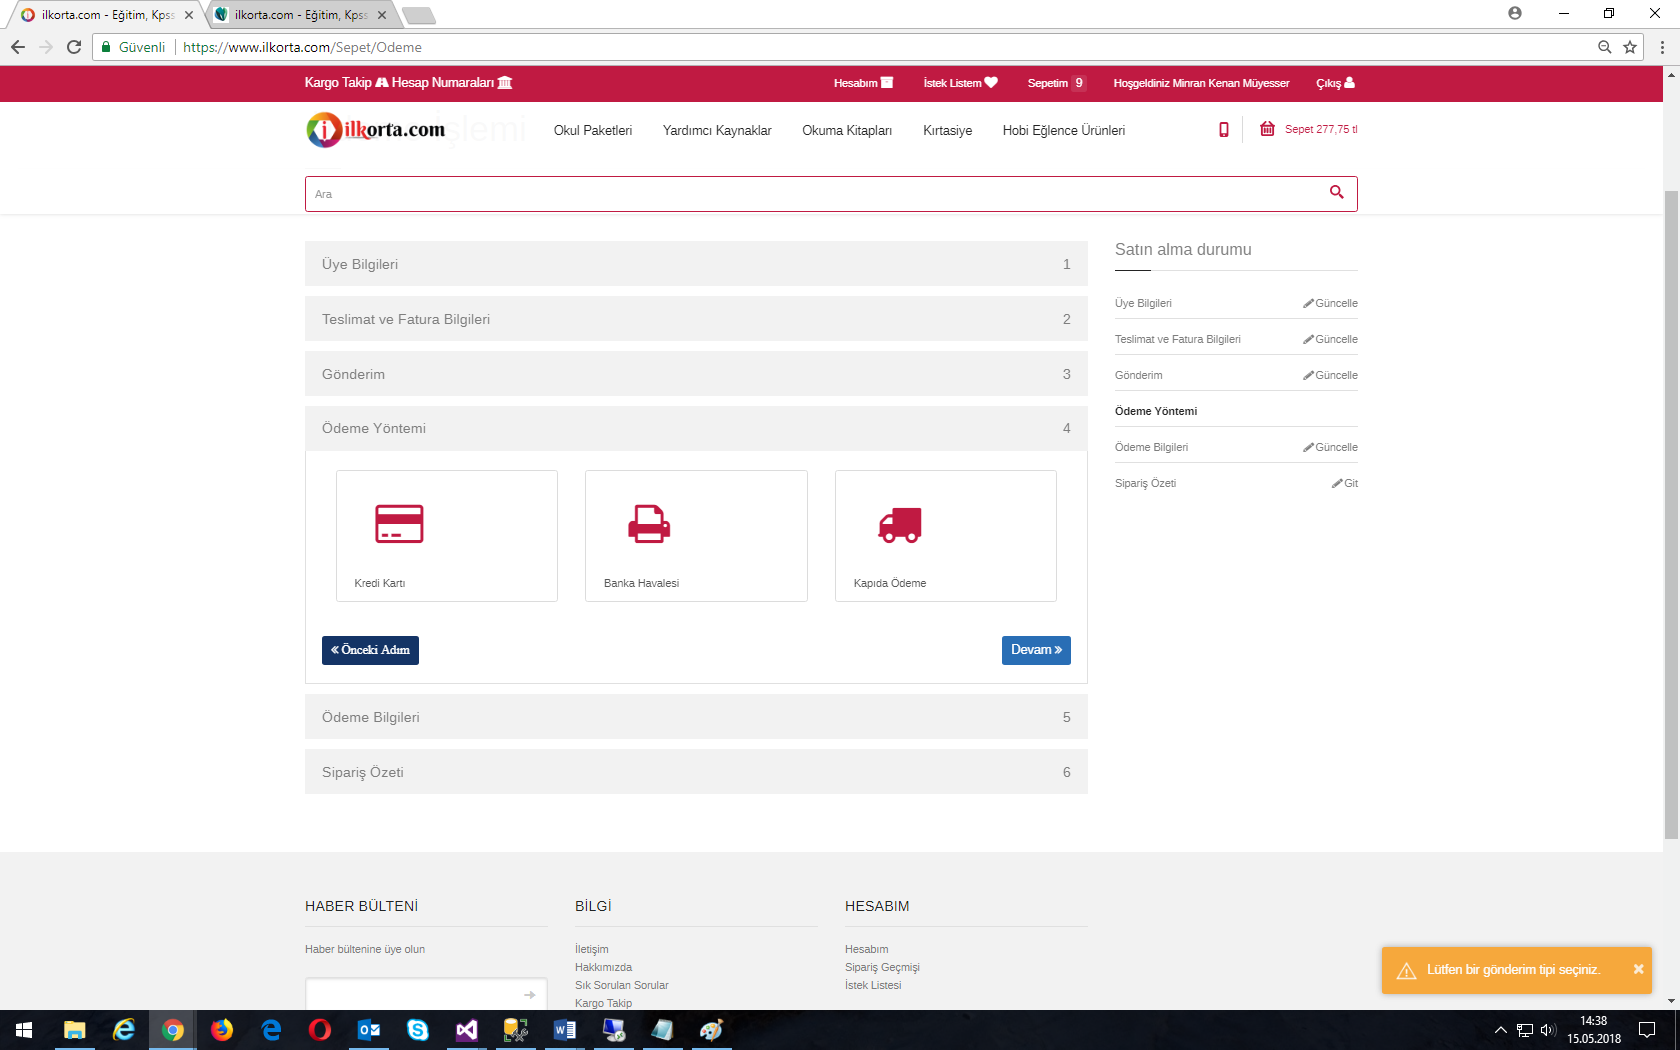 ilkorta.com - Eğitim, Kpss
ilkorta.com - Eğitim, Kpss
Güvenli https://www.ilkorta.com/Sepet/Odeme
Kargo Takip Hesap Numaraları
Hesabım İstek Listem Sepetim 9 Hoşgeldiniz Minran Kenan Müyesser Çıkış
ilkorta.com
işlemi
Okul Paketleri Yardımcı Kaynaklar Okuma Kitapları Kırtasiye Hobi Eğlence Ürünleri
Sepet 277,75 tl
Ara
Üye Bilgileri 1
Teslimat ve Fatura Bilgileri 2
Gönderim 3
Ödeme Yöntemi 4
Kredi Kartı
Banka Havalesi
Kapıda Ödeme
« Önceki Adım
Devam »
Ödeme Bilgileri 5
Sipariş Özeti 6
Satın alma durumu
Üye Bilgileri Güncelle
Teslimat ve Fatura Bilgileri Güncelle
Gönderim Güncelle
Ödeme Yöntemi
Ödeme Bilgileri Güncelle
Sipariş Özeti Git
HABER BÜLTENİ
Haber bültenine üye olun
BİLGİ
İletişim
Hakkımızda
Sık Sorulan Sorular
Kargo Takip
HESABIM
Hesabım
Sipariş Geçmişi
İstek Listesi
Lütfen bir gönderim tipi seçiniz.
14:38
15.05.2018